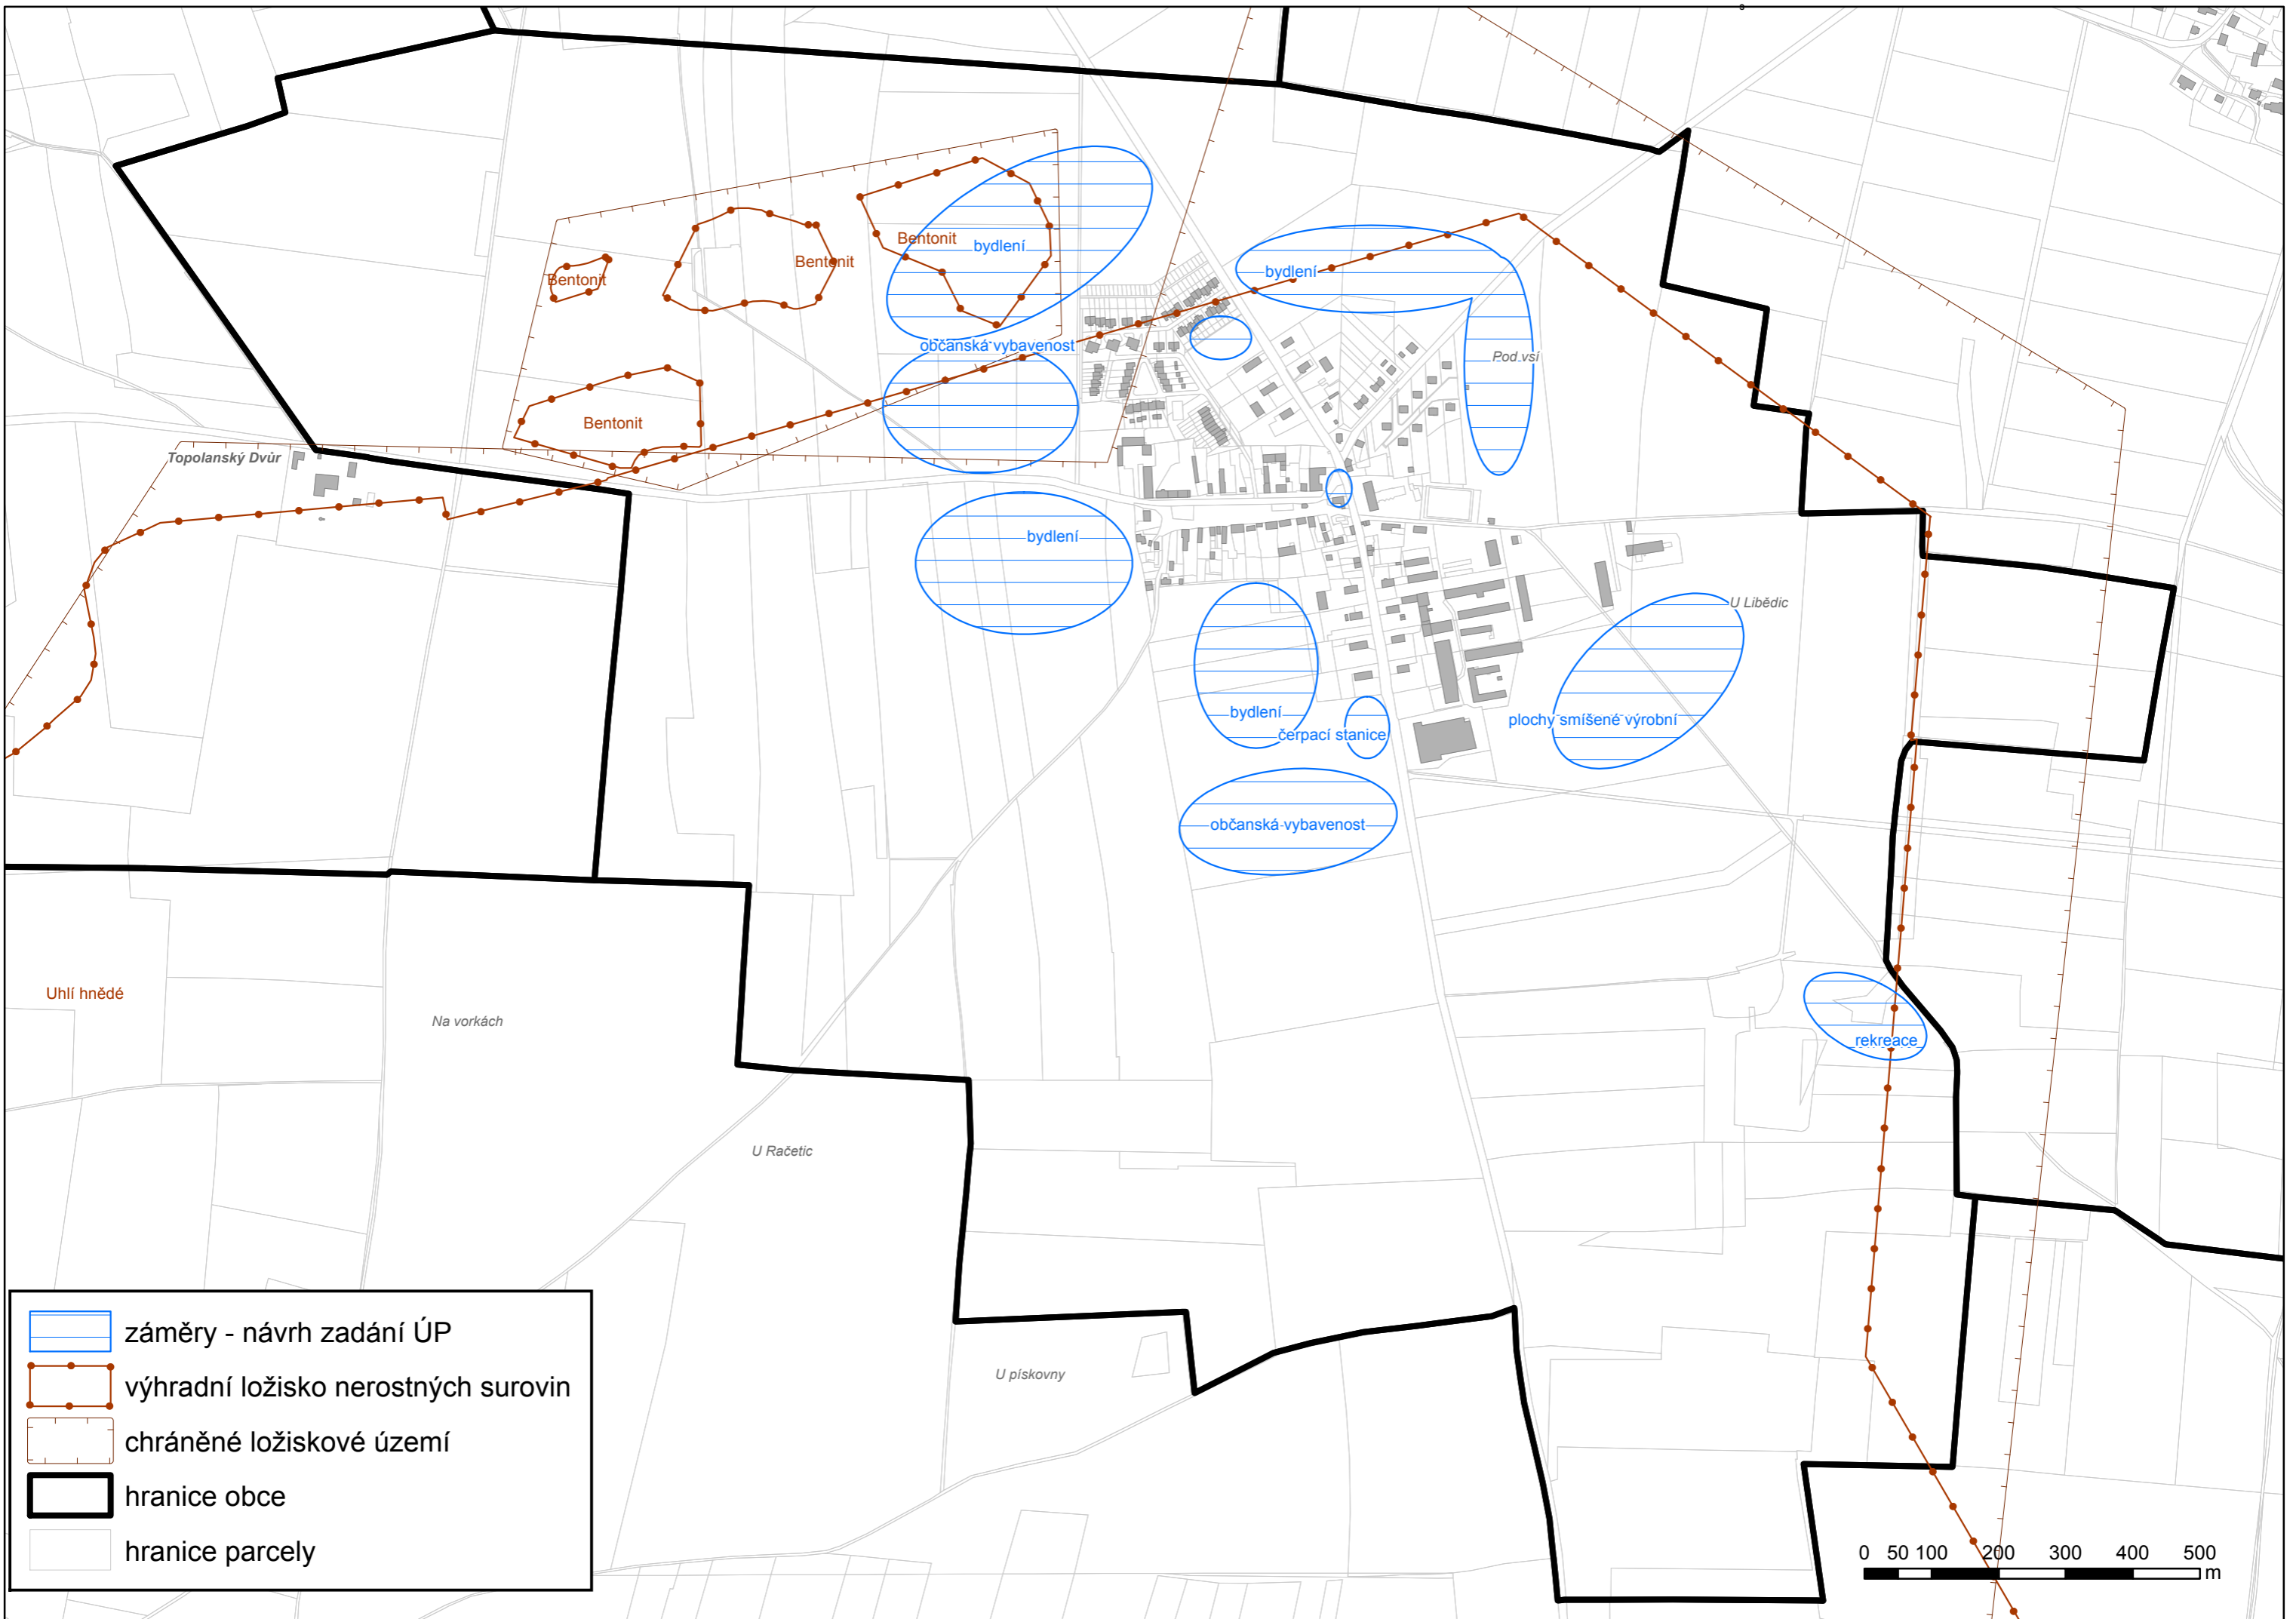 Bentonit
bydlení
Bentonit
bydlení
Bentonit
občanská vybavenost
Pod vsí
Bentonit
Topolanský Dvůr
bydlení
U Libědic
bydlení
plochy smíšené výrobní
čerpací stanice
občanská vybavenost
Uhlí hnědé
Na vorkách
rekreace
U Račetic
U pískovny
záměry - návrh zadání ÚP
výhradní ložisko nerostných surovin
chráněné ložiskové území
hranice obce
hranice parcely
0 50 100 200 300 400 500
m